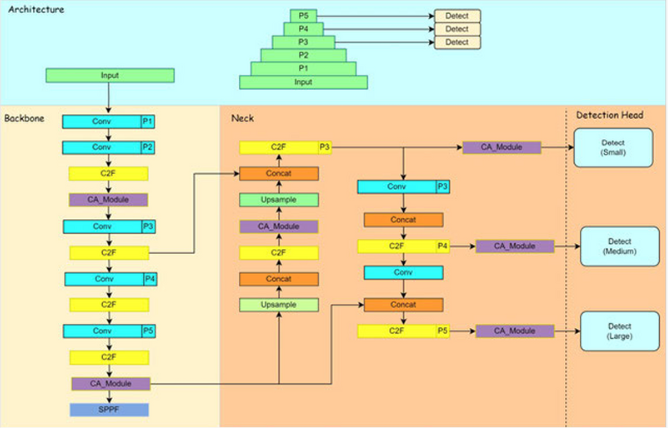 Architecture
P5
Detect
P4
Detect
P3
Detect
P2
P1
Input
Input
Backbone
Conv P1
Conv P2
C2F
CA_Module
Conv P3
C2F
Conv P4
C2F
Conv P5
C2F
CA_Module
SPPF
Neck
C2F P3
Concat
Upsample
CA_Module
C2F
Concat
Upsample
Conv P3
Concat
C2F P4
Conv
Concat
C2F P5
CA_Module
CA_Module
CA_Module
Detection Head
Detect
(Small)
Detect
(Medium)
Detect
(Large)